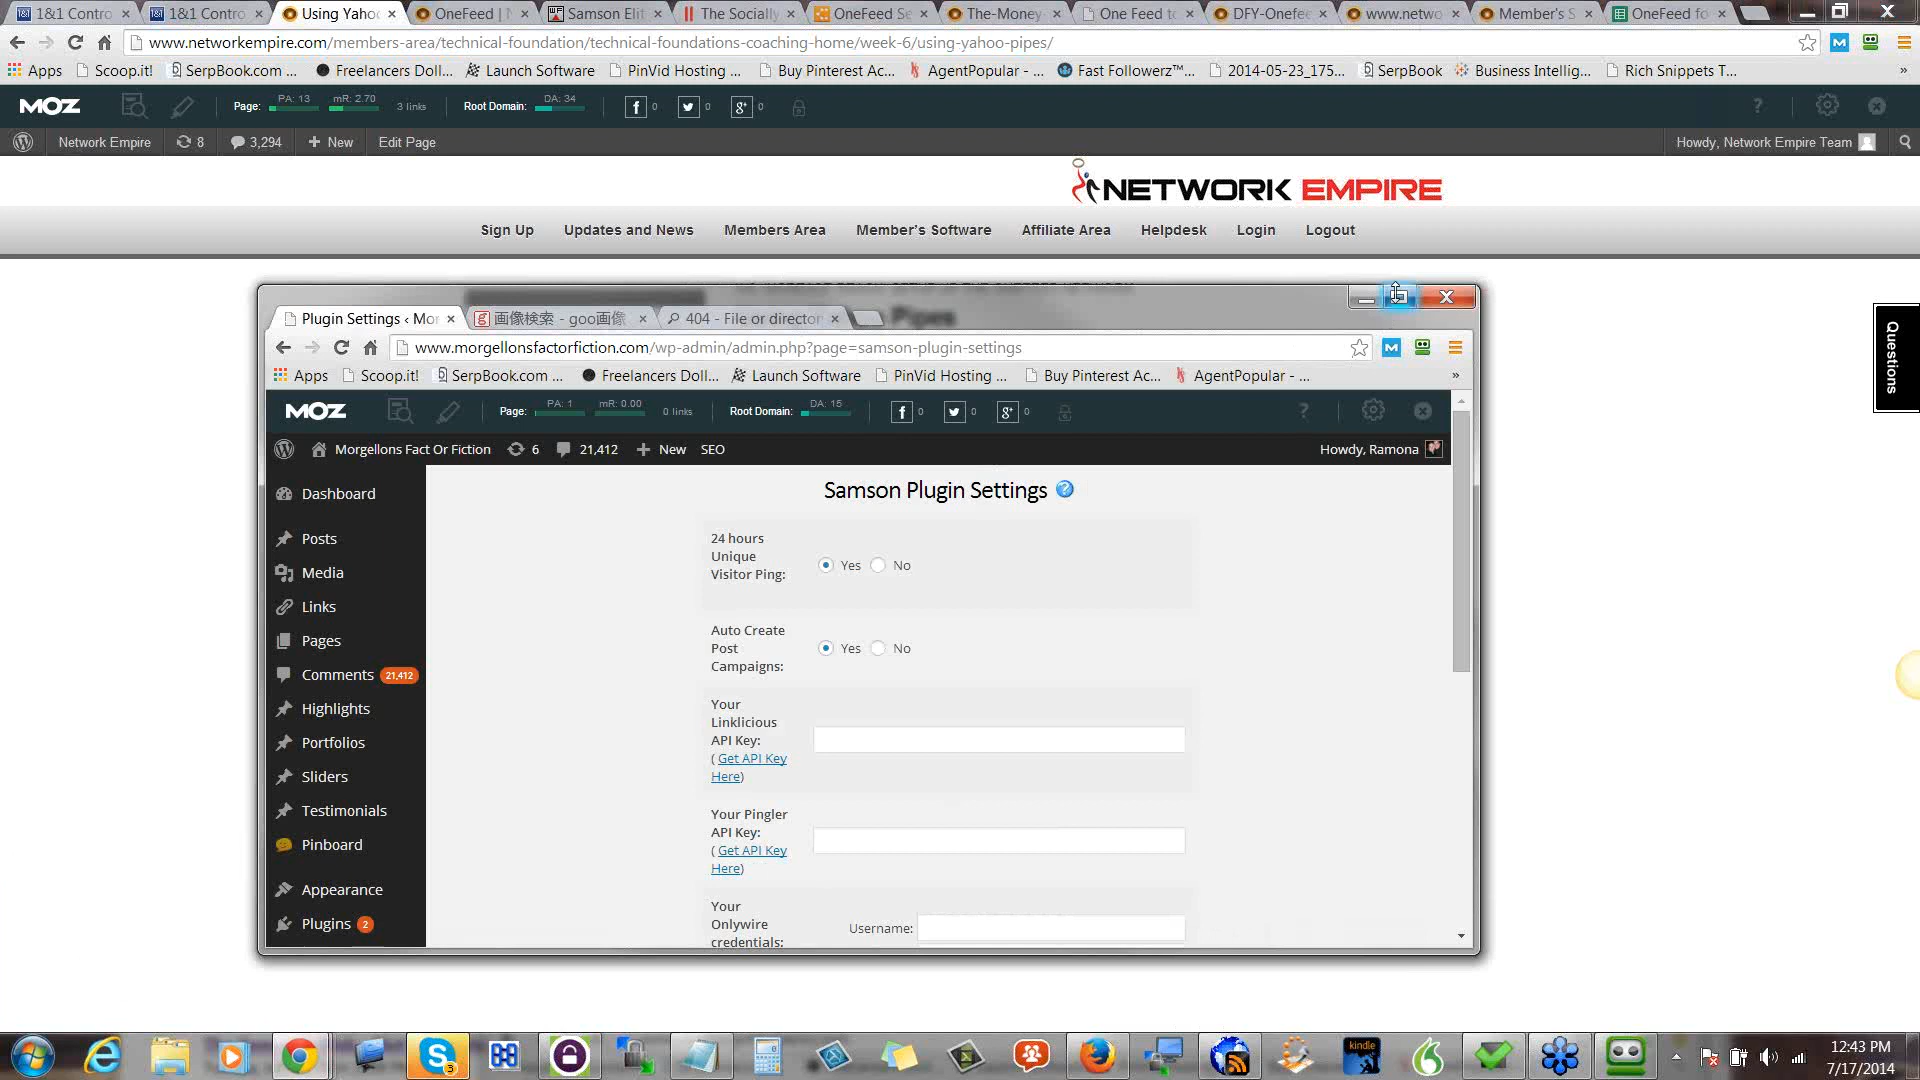 1&1 Contro
1&1 Contro
Using Yaho
OneFeed | N
Samson Elit
The Socially
OneFeed Se
The-Money
One Feed to
DFY-Onefee
www.netwo
Member's S
OneFeed fo
www.networkempire.com/members-area/technical-foundation/technical-foundations-coaching-home/week-6/using-yahoo-pipes/
Apps
Scoop.it!
SerpBook.com ...
Freelancers Doll...
Launch Software
PinVid Hosting ...
Buy Pinterest Ac...
AgentPopular - ...
Fast Followerz™...
2014-05-23_175...
SerpBook
Business Intellig...
Rich Snippets T...
»
MOZ
Page:
PA: 13
mR: 2.70
3 links
Root Domain:
DA: 34
0
0
0
Network Empire
8
3,294
+ New
Edit Page
Howdy, Network Empire Team
NETWORK EMPIRE
Sign Up
Updates and News
Members Area
Member's Software
Affiliate Area
Helpdesk
Login
Logout
Questions
Pipes
Plugin Settings ‹ Mor
画像検索 - goo画像
404 - File or director
www.morgellonsfactorfiction.com/wp-admin/admin.php?page=samson-plugin-settings
Apps
Scoop.it!
SerpBook.com ...
Freelancers Doll...
Launch Software
PinVid Hosting ...
Buy Pinterest Ac...
AgentPopular - ...
»
MOZ
Page:
PA: 1
mR: 0.00
0 links
Root Domain:
DA: 15
0
0
0
Morgellons Fact Or Fiction
6
21,412
+ New
SEO
Howdy, Ramona
Dashboard
Posts
Media
Links
Pages
Comments 21,412
Highlights
Portfolios
Sliders
Testimonials
Pinboard
Appearance
Plugins 2
Samson Plugin Settings
24 hours
Unique
Visitor Ping:
Yes
No
Auto Create
Post
Campaigns:
Yes
No
Your
Linklicious
API Key:
( Get API Key
Here)
Your Pingler
API Key:
( Get API Key
Here)
Your
Onlywire
credentials:
Username:
3
kindle
12:43 PM
7/17/2014